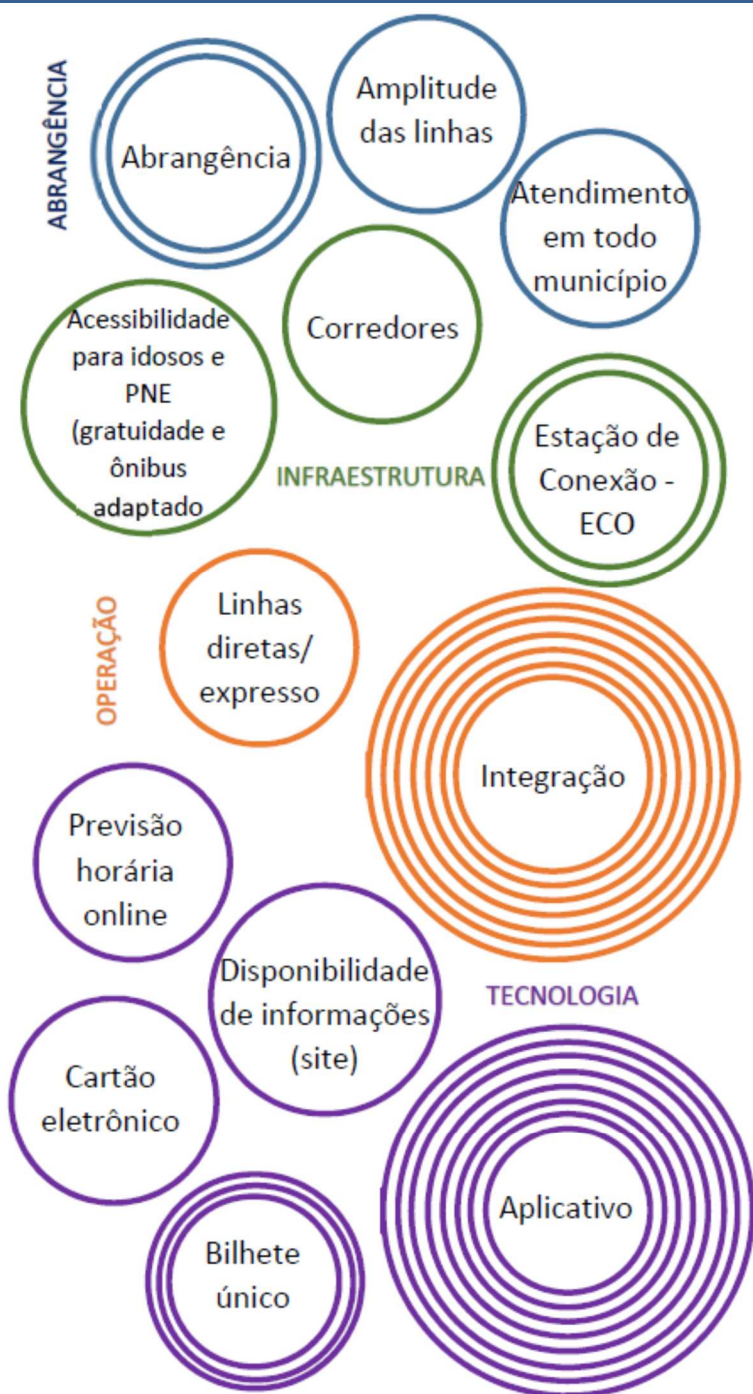 ABRANGÊNCIA
Abrangência
Amplitude
das linhas
Atendimento
em todo
município
Corredores
Acessibilidade
para idosos e
PNE
(gratuidade e
ônibus
adaptado
INFRAESTRUTURA
Estação de
Conexão -
ECO
OPERAÇÃO
Linhas
diretas/
expresso
Integração
Previsão
horária
online
Disponibilidade
de informações
(site)
TECNOLOGIA
Cartão
eletrônico
Aplicativo
Bilhete
único